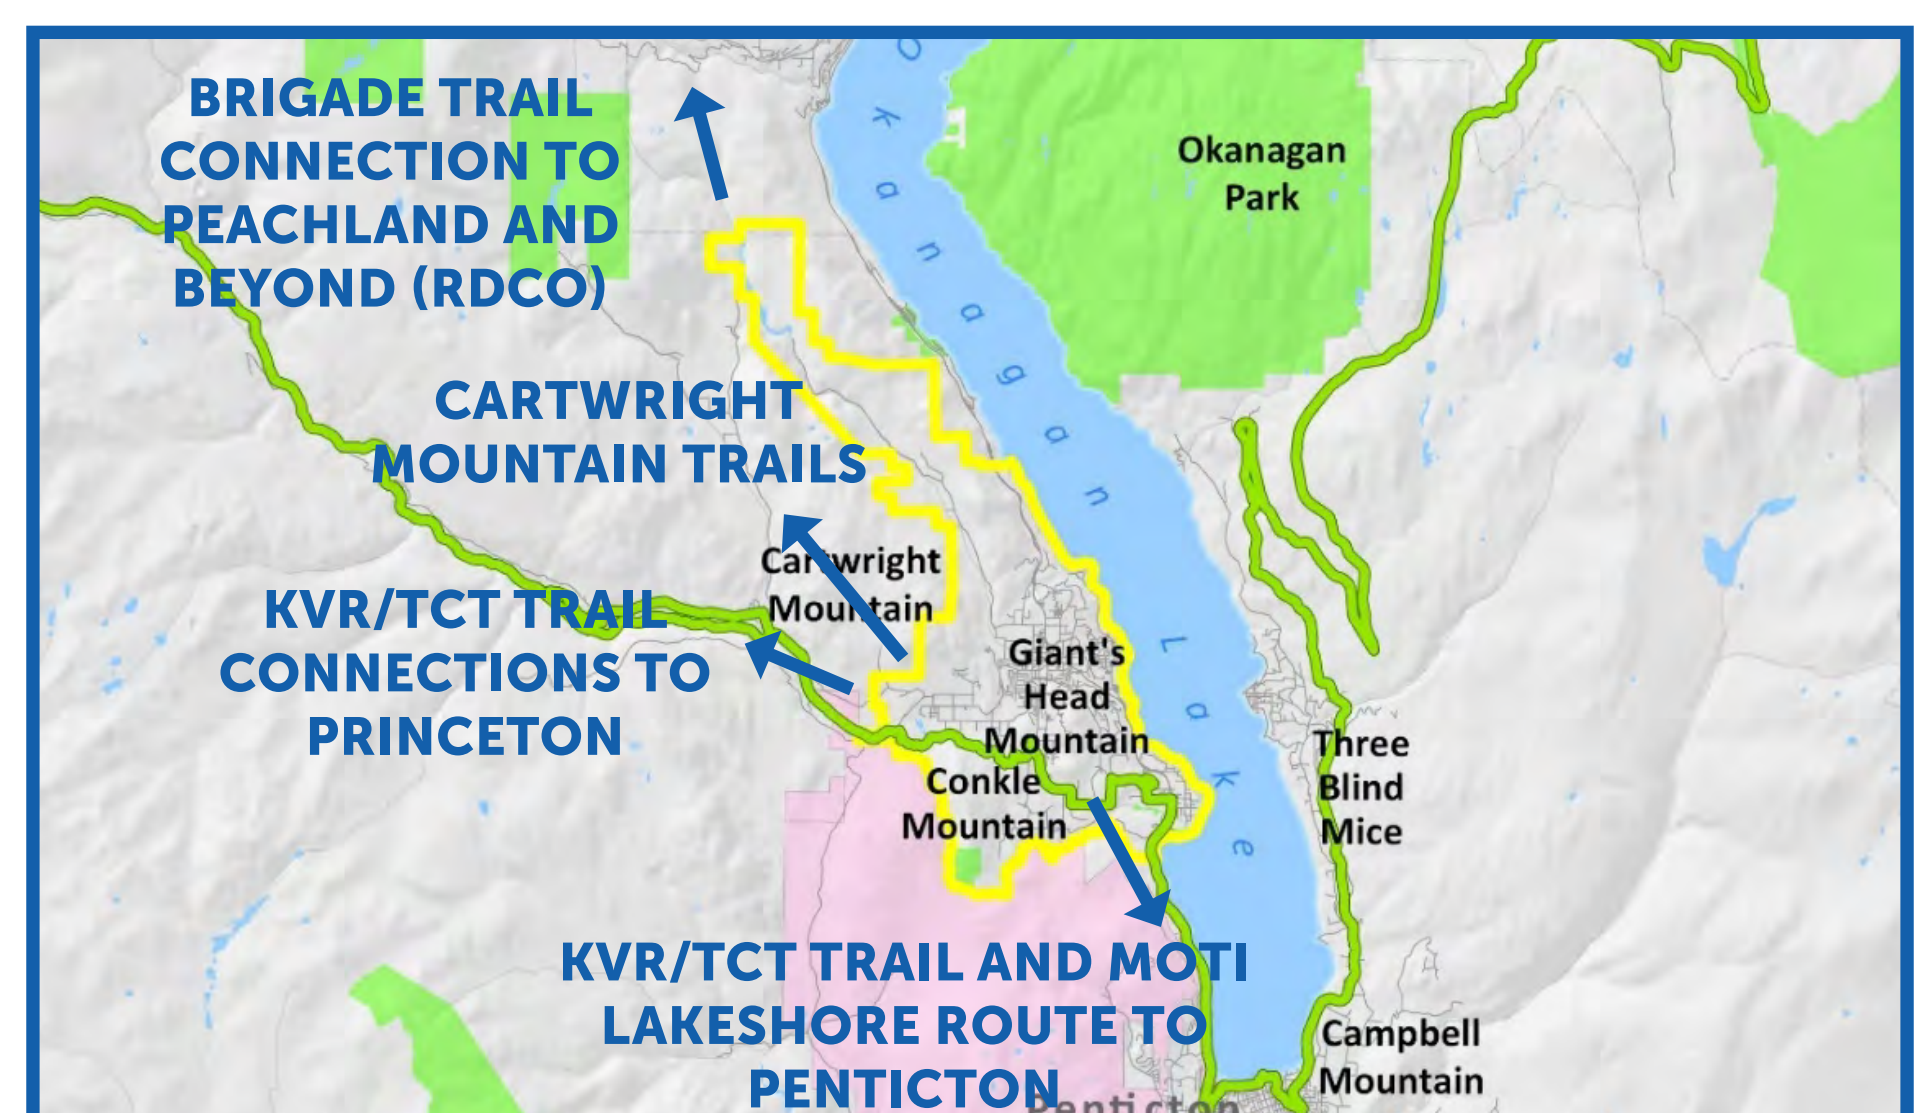 BRIGADE TRAIL
CONNECTION TO
PEACHLAND AND
BEYOND (RDCO)
Okanagan
Park
Okanagan Lake
CARTWRIGHT
MOUNTAIN TRAILS
Cartwright
Mountain
KVR/TCT TRAIL
CONNECTIONS TO
PRINCETON
Giant's
Head
Mountain
Conkle
Mountain
Three
Blind
Mice
KVR/TCT TRAIL AND MOTI
LAKESHORE ROUTE TO
PENTICTON
Campbell
Mountain
Penticton